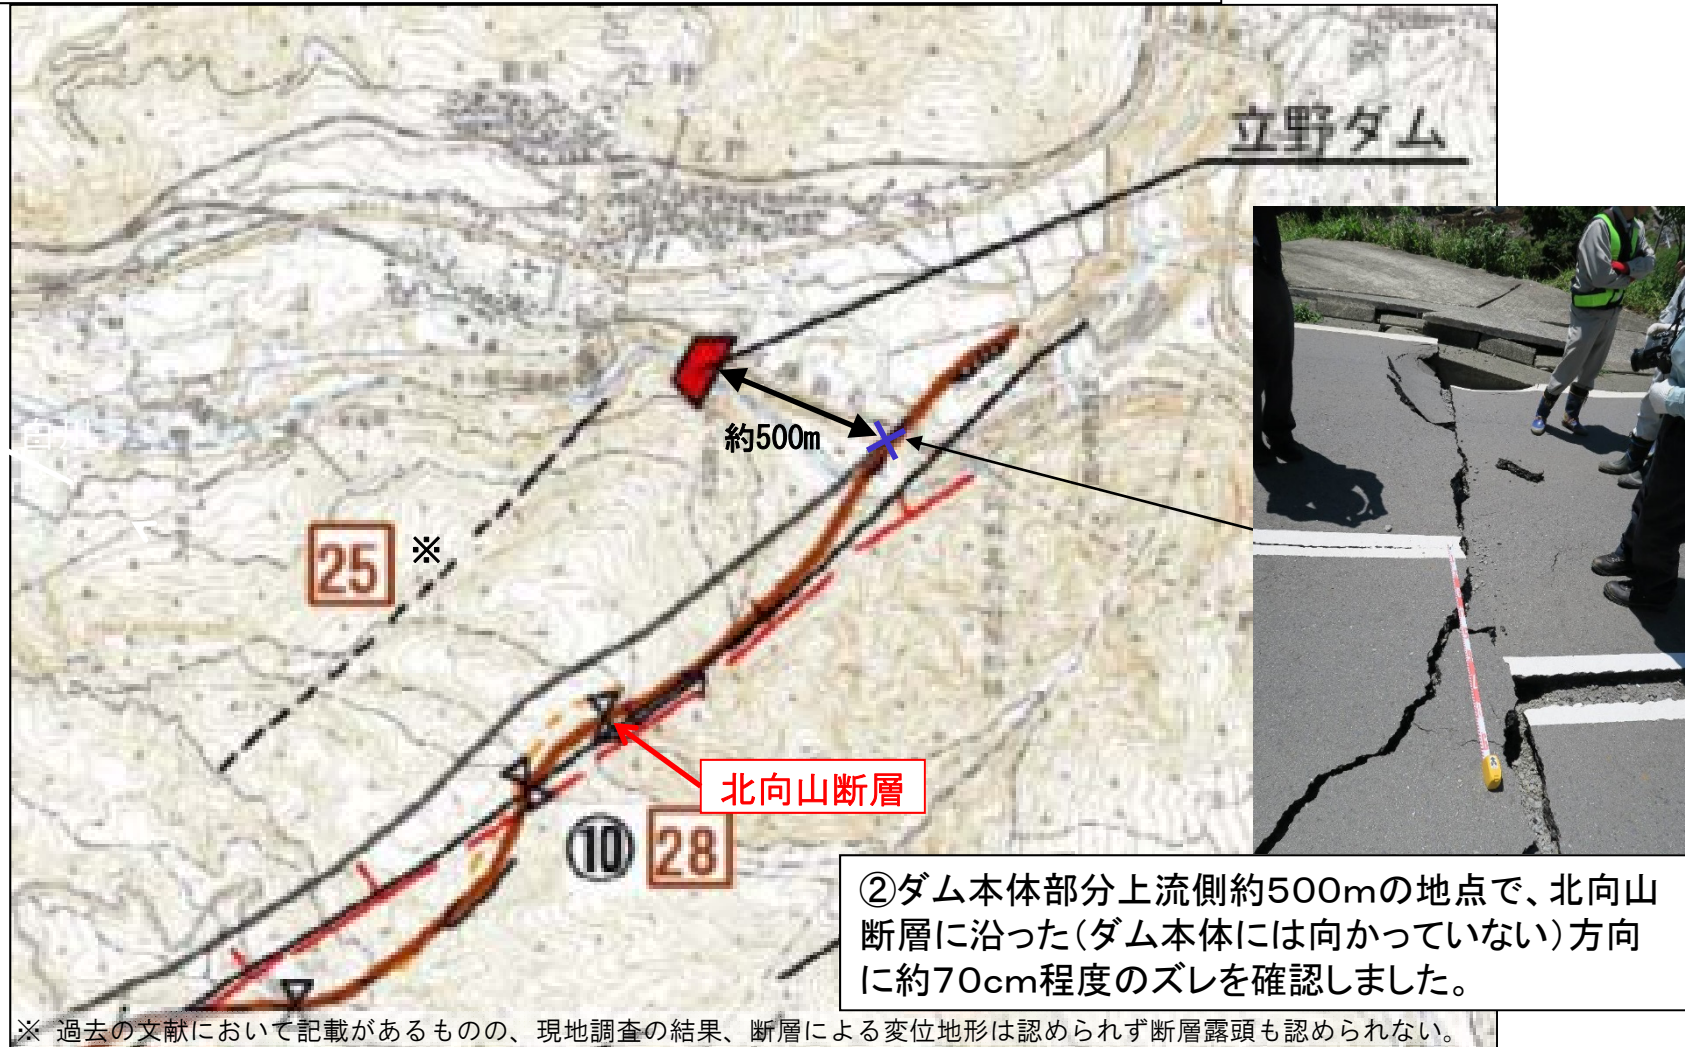 立野ダム
約500m
25
※
北向山断層
⑩ 28
②ダム本体部分上流側約500mの地点で、北向山
断層に沿った(ダム本体には向かっていない)方向
に約70cm程度のズレを確認しました。
※ 過去の文献において記載があるものの、現地調査の結果、断層による変位地形は認められず断層露頭も認められない。